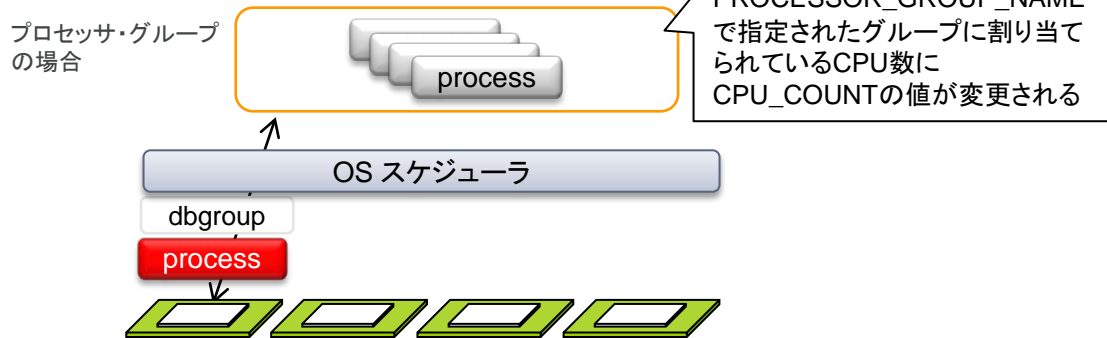 PROCESSOR_GROUP_NAME
プロセッサ・グループ
の場合
で指定されたグループに割り当て
られているCPU数に
CPU_COUNTの値が変更される
process
OS スケジューラ
dbgroup
process